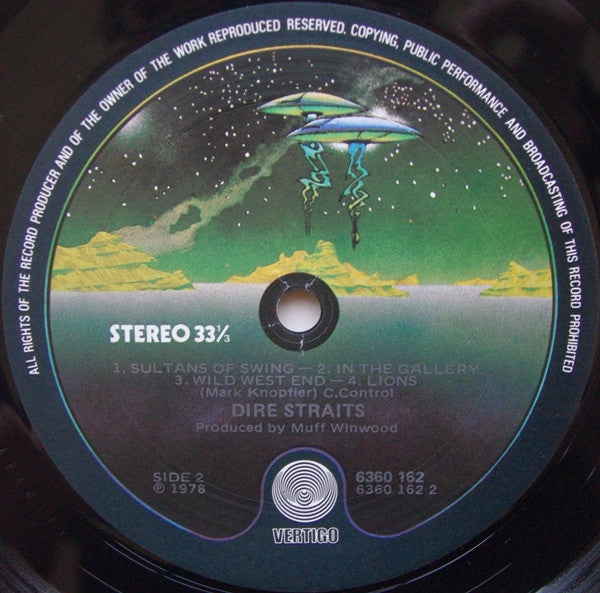 ALL RIGHTS OF THE RECORD PRODUCER AND OF THE OWNER OF THE WORK REPRODUCED RESERVED. COPYING, PUBLIC PERFORMANCE AND BROADCASTING OF THIS RECORD PROHIBITED
STEREO 33⅓
1. SULTANS OF SWING – 2. IN THE GALLERY
3. WILD WEST END – 4. LIONS
(Mark Knopfler) C.Control
DIRE STRAITS
Produced by Muff Winwood
SIDE 2 6360 162
℗ 1978 6360 162 2
VERTIGO